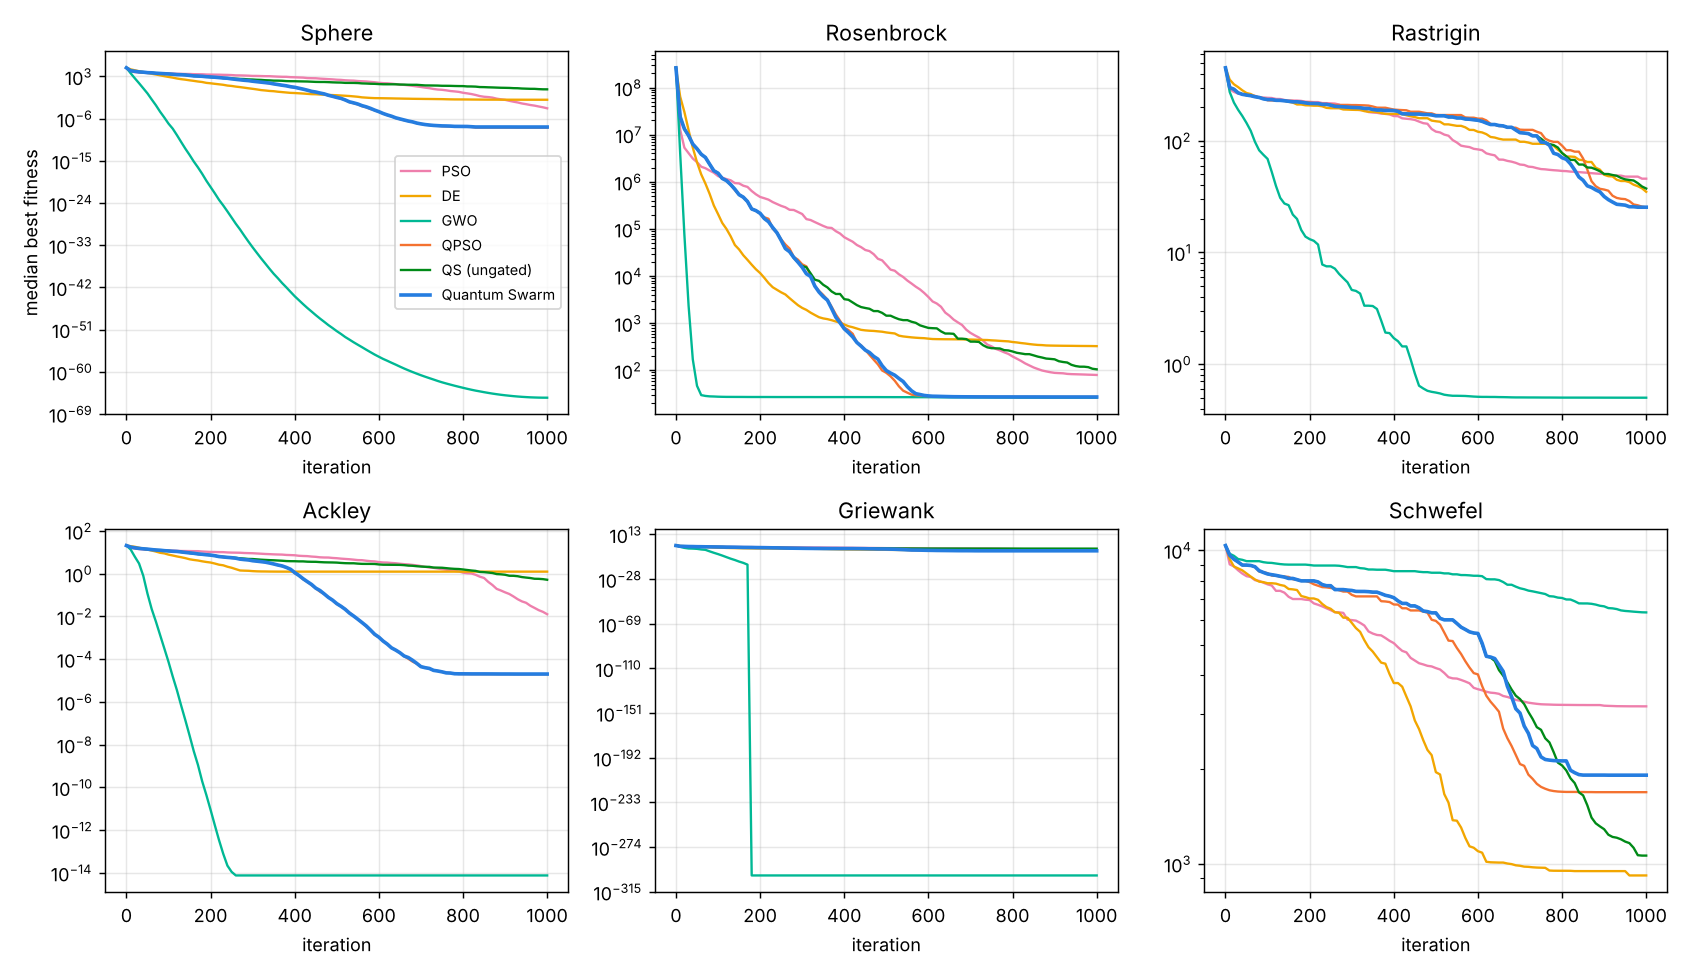 Sphere
10^3
10^−6
10^−15
10^−24
10^−33
10^−42
10^−51
10^−60
10^−69
median best fitness
PSO
DE
GWO
QPSO
QS (ungated)
Quantum Swarm
0 200 400 600 800 1000
iteration
Rosenbrock
10^8
10^7
10^6
10^5
10^4
10^3
10^2
0 200 400 600 800 1000
iteration
Rastrigin
10^2
10^1
10^0
0 200 400 600 800 1000
iteration
Ackley
10^2
10^0
10^−2
10^−4
10^−6
10^−8
10^−10
10^−12
10^−14
0 200 400 600 800 1000
iteration
Griewank
10^13
10^−28
10^−69
10^−110
10^−151
10^−192
10^−233
10^−274
10^−315
0 200 400 600 800 1000
iteration
Schwefel
10^4
10^3
0 200 400 600 800 1000
iteration